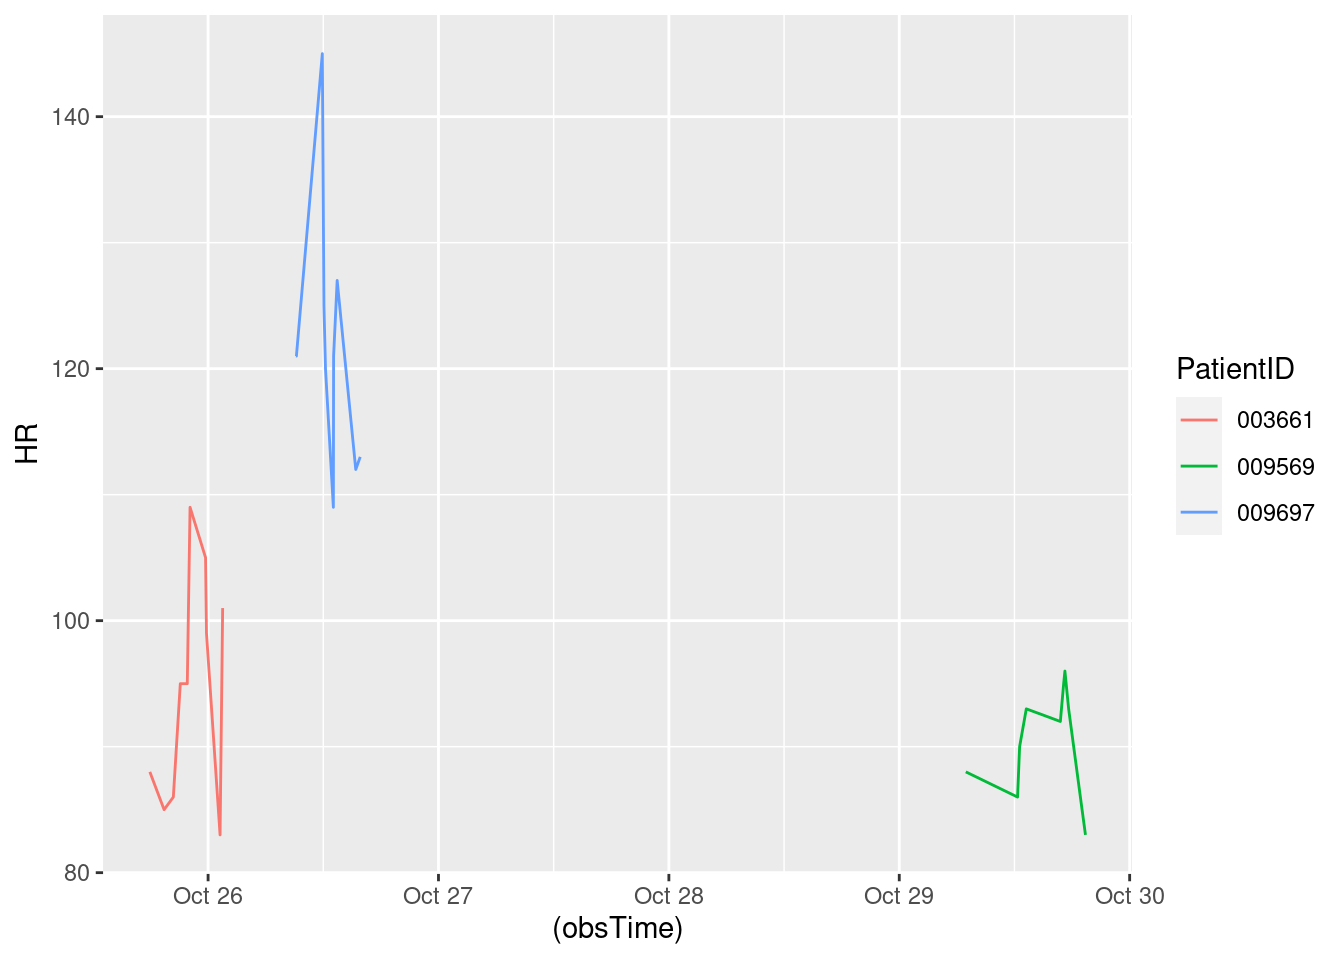 HR
140
120
100
80
Oct 26
Oct 27
Oct 28
Oct 29
Oct 30
(obsTime)
PatientID
003661
009569
009697